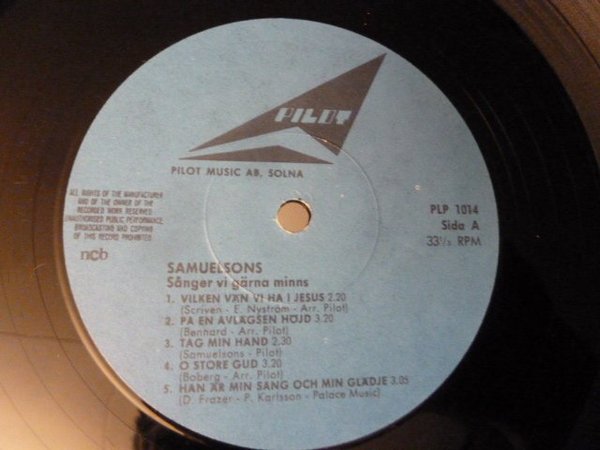 PILOT
PILOT MUSIC AB, SOLNA
ALL RIGHTS OF THE MANUFACTURER
AND OF THE OWNER OF THE
RECORDED WORK RESERVED
UNAUTHORISED PUBLIC PERFORMANCE
BROADCASTING AND COPYING
OF THIS RECORD PROHIBITED
ncb
PLP 1014
Side A
33⅓ RPM
SAMUELSONS
Sånger vi gärna minns
1. VILKEN VÄN VI HA I JESUS 2.20
(Scriven - E. Nyström - Arr. Pilot)
2. PÅ EN AVLÄGSEN HÖJD 3.20
(Benhard - Arr. Pilot)
3. TAG MIN HAND 2.30
(Samuelsons - Pilot)
4. O STORE GUD 3.20
(Boberg - Arr. Pilot)
5. HAN ÄR MIN SÅNG OCH MIN GLÄDJE 3.05
(D. Frazer - P. Karlsson - Palace Music)